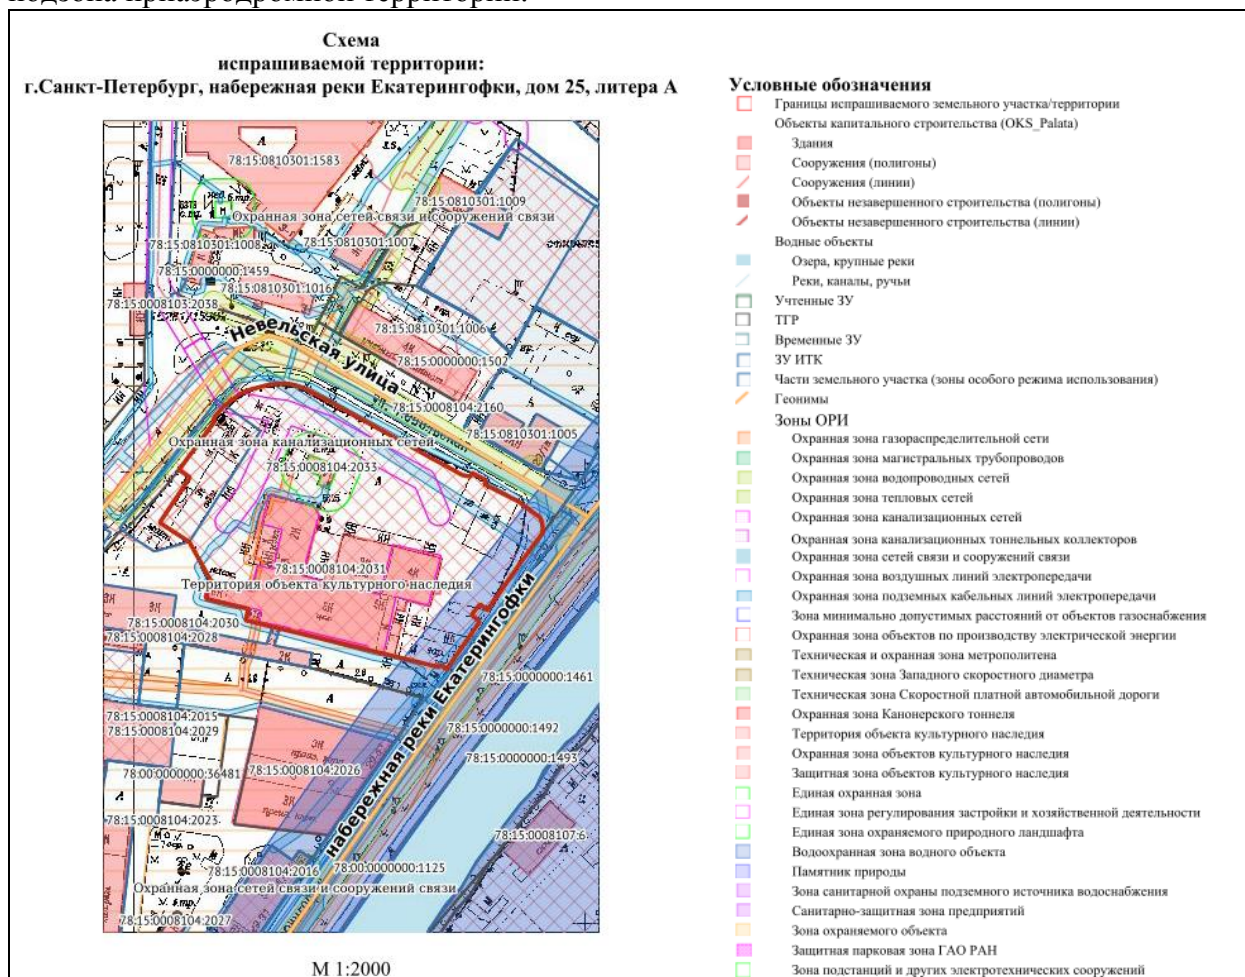 подзона приаэродромной территории.
Схема
испрашиваемой территории:
г.Санкт-Петербург, набережная реки Екатерингофки, дом 25, литера А
78:15:0810301:1583
78:15:0810301:1009
Охранная зона сетей связи и сооружений связи
78:15:0810301:1008
78:15:0810301:1007
78:15:0000000:1459
78:15:0810301:1016
78:15:0008103:2038
Невельская улица
78:15:0810301:1006
78:15:0000000:1502
78:15:0008104:2160
78:15:0810301:1005
Охранная зона канализационных сетей
78:15:0008104:2033
78:15:0008104:2031
Территория объекта культурного наследия
78:15:0008104:2030
78:15:0008104:2028
78:15:0000000:1461
78:15:0008104:2015
78:15:0008104:2029
78:15:0000000:1492
78:15:0000000:1493
78:00:0000000:36481
78:15:0008104:2026
набережная реки Екатерингофки
78:15:0008104:2023
78:15:0008107:6
78:15:0008104:2016
78:00:0000000:1125
Охранная зона сетей связи и сооружений связи
78:15:0008104:2027
М 1:2000
Условные обозначения
Границы испрашиваемого земельного участка/территории
Объекты капитального строительства (OKS_Palata)
Здания
Сооружения (полигоны)
Сооружения (линии)
Объекты незавершенного строительства (полигоны)
Объекты незавершенного строительства (линии)
Водные объекты
Озера, крупные реки
Реки, каналы, ручьи
Учтенные ЗУ
ТГР
Временные ЗУ
ЗУ ИТК
Части земельного участка (зоны особого режима использования)
Геонимы
Зоны ОРИ
Охранная зона газораспределительной сети
Охранная зона магистральных трубопроводов
Охранная зона водопроводных сетей
Охранная зона тепловых сетей
Охранная зона канализационных сетей
Охранная зона канализационных тоннельных коллекторов
Охранная зона сетей связи и сооружений связи
Охранная зона воздушных линий электропередачи
Охранная зона подземных кабельных линий электропередачи
Зона минимально допустимых расстояний от объектов газоснабжения
Охранная зона объектов по производству электрической энергии
Техническая и охранная зона метрополитена
Техническая зона Западного скоростного диаметра
Техническая зона Скоростной платной автомобильной дороги
Охранная зона Канонерского тоннеля
Территория объекта культурного наследия
Охранная зона объектов культурного наследия
Защитная зона объектов культурного наследия
Единая охранная зона
Единая зона регулирования застройки и хозяйственной деятельности
Единая зона охраняемого природного ландшафта
Водоохранная зона водного объекта
Памятник природы
Зона санитарной охраны подземного источника водоснабжения
Санитарно-защитная зона предприятий
Зона охраняемого объекта
Защитная парковая зона ГАО РАН
Зона подстанций и других электротехнических сооружений